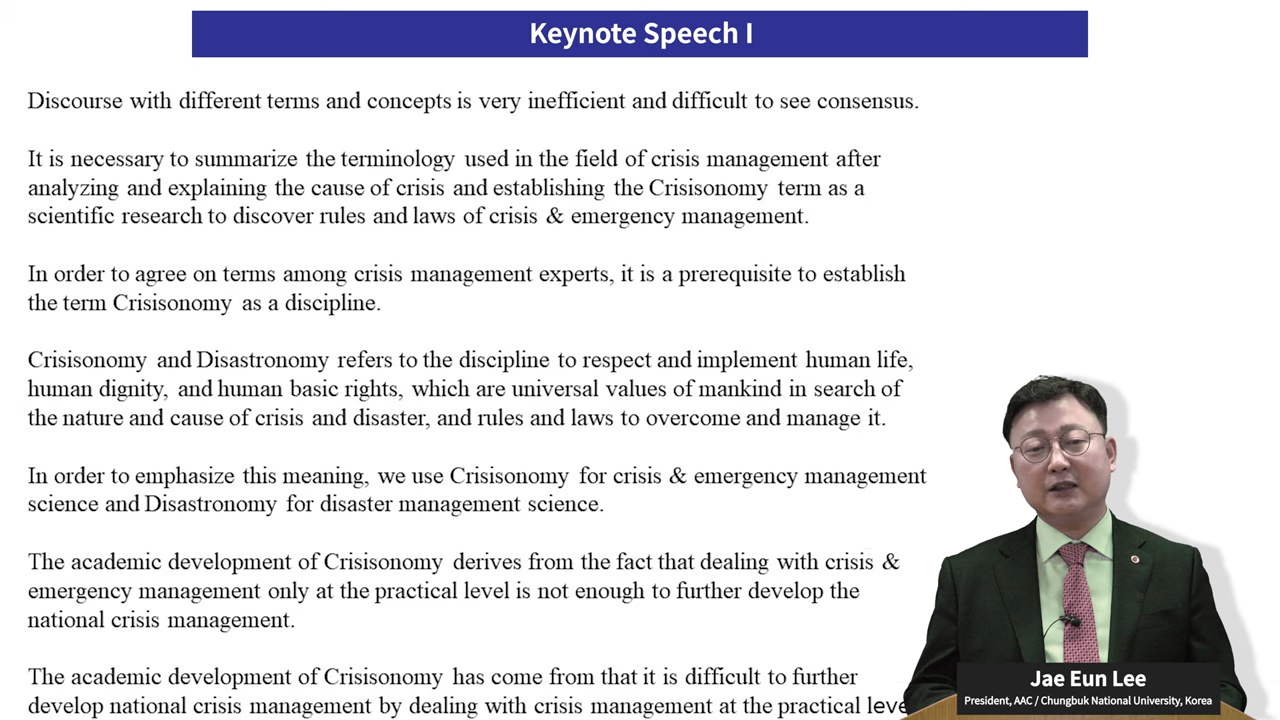 Keynote Speech I
Discourse with different terms and concepts is very inefficient and difficult to see consensus.
It is necessary to summarize the terminology used in the field of crisis management after
analyzing and explaining the cause of crisis and establishing the Crisisonomy term as a
scientific research to discover rules and laws of crisis & emergency management.
In order to agree on terms among crisis management experts, it is a prerequisite to establish
the term Crisisonomy as a discipline.
Crisisonomy and Disastronomy refers to the discipline to respect and implement human life,
human dignity, and human basic rights, which are universal values of mankind in search of
the nature and cause of crisis and disaster, and rules and laws to overcome and manage it.
In order to emphasize this meaning, we use Crisisonomy for crisis & emergency management
science and Disastronomy for disaster management science.
The academic development of Crisisonomy derives from the fact that dealing with crisis &
emergency management only at the practical level is not enough to further develop the
national crisis management.
The academic development of Crisisonomy has come from that it is difficult to further
develop national crisis management by dealing with crisis management at the practical leve
Jae Eun Lee
President, AAC / Chungbuk National University, Korea